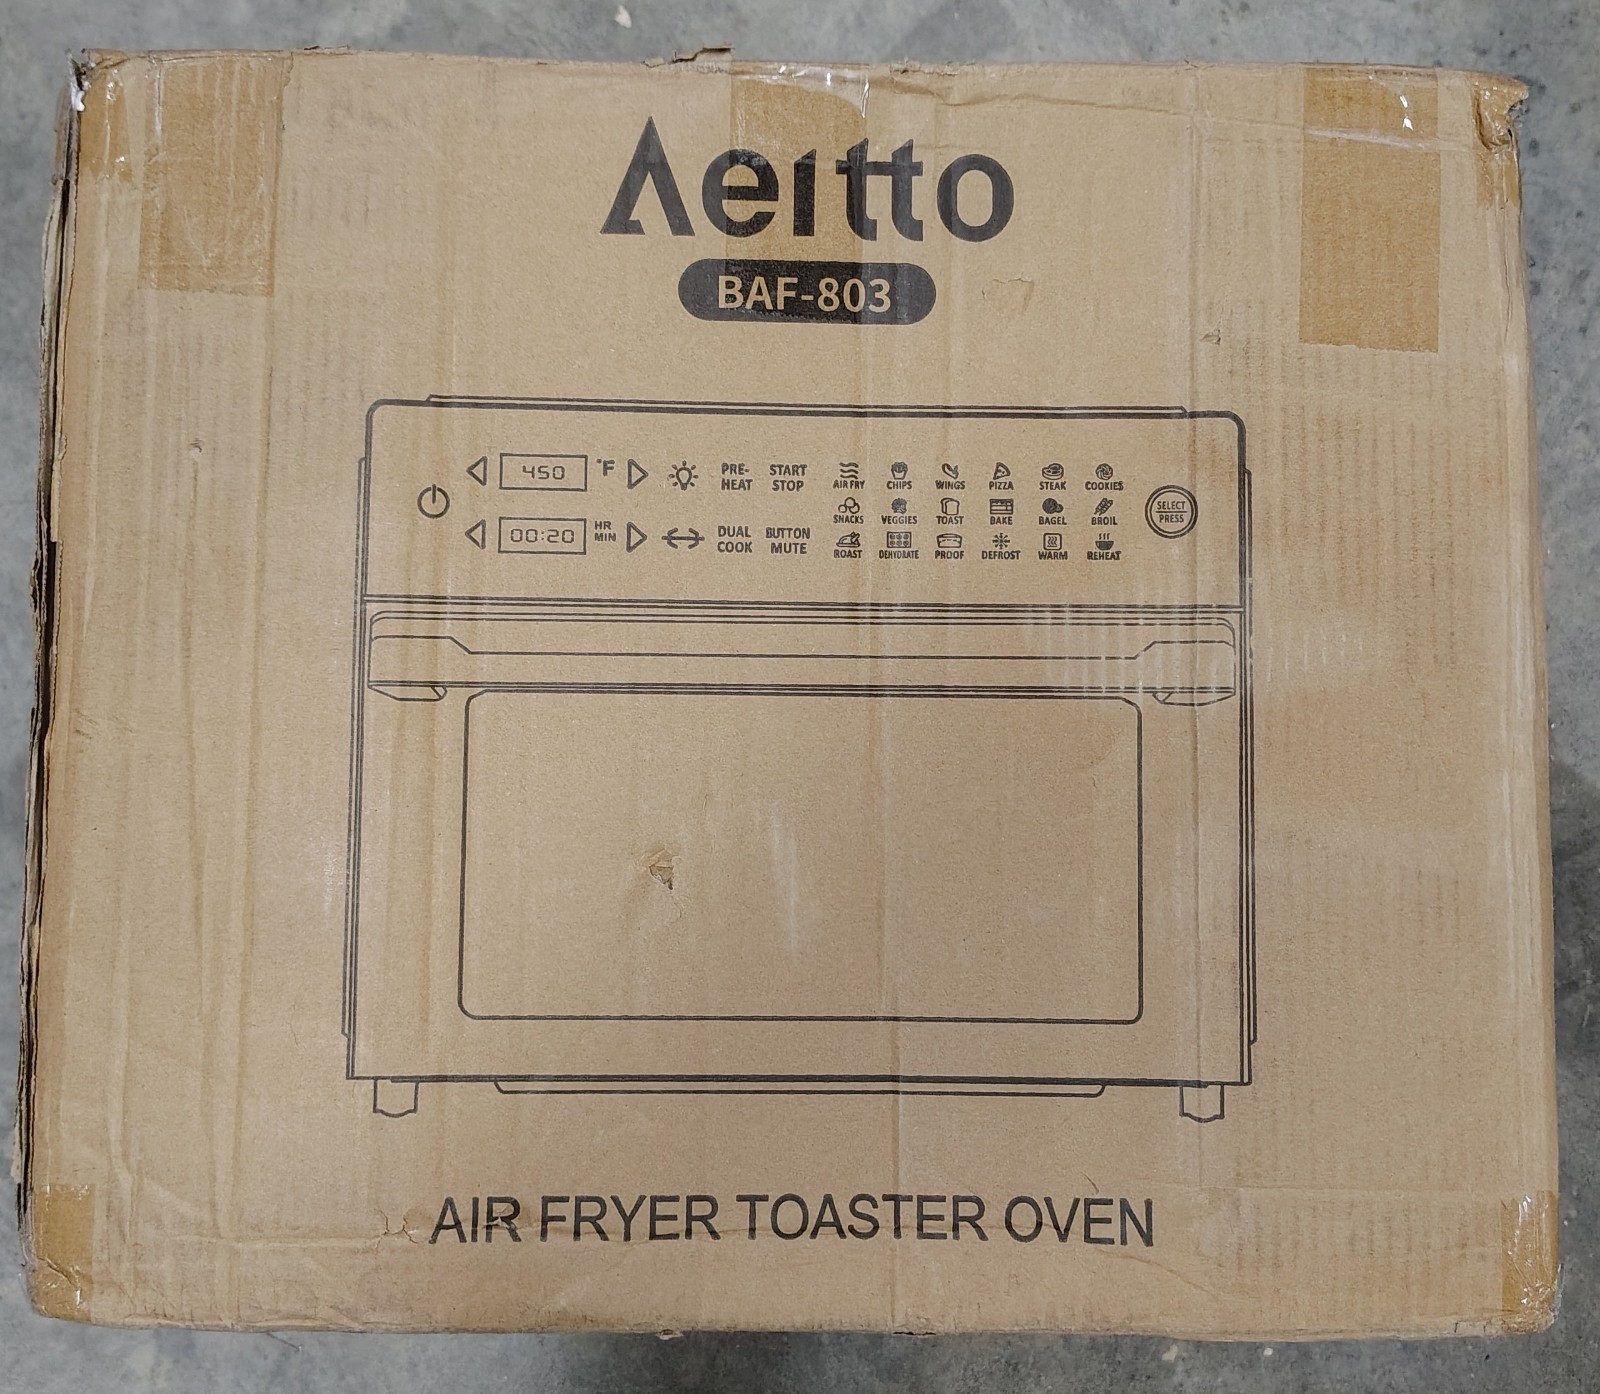 Aeitto
BAF-803
450 °F
PRE-
HEAT
START
STOP
AIR FRY CHIPS WINGS PIZZA STEAK COOKIES
SNACKS VEGGIES TOAST BAKE BAGEL BROIL
ROAST DEHYDRATE PROOF DEFROST WARM REHEAT
SELECT
PRESS
00:20 HR
MIN
DUAL
COOK
BUTTON
MUTE
AIR FRYER TOASTER OVEN